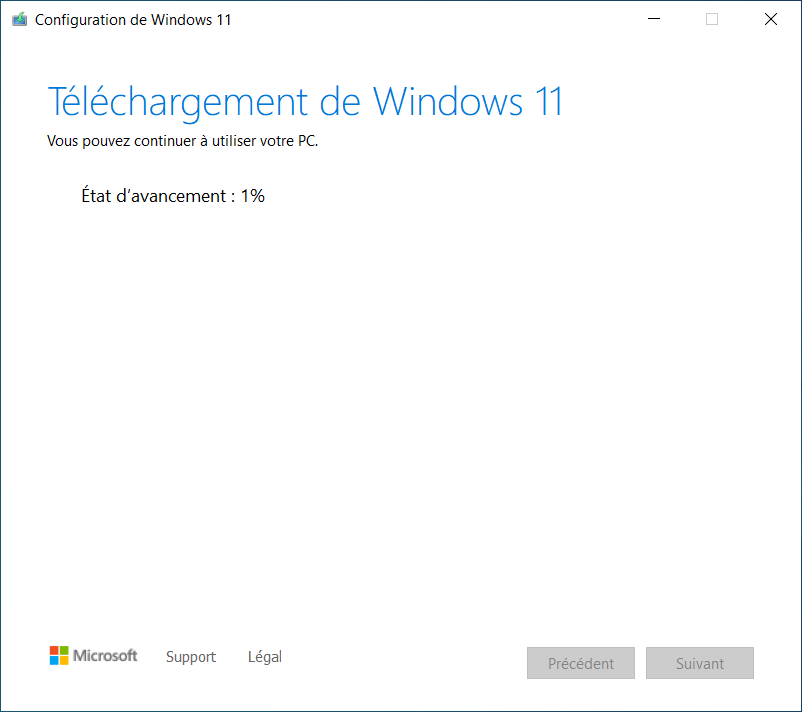 Configuration de Windows 11
Téléchargement de Windows 11
Vous pouvez continuer à utiliser votre PC.
État d'avancement : 1%
Microsoft
Support
Légal
Précédent
Suivant